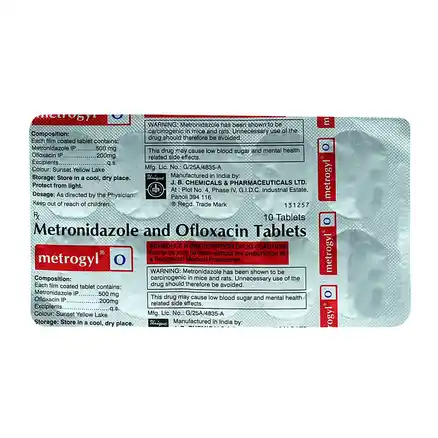 metrogyl O
Composition:
Each film coated tablet contains:
Metronidazole IP..........500 mg
Ofloxacin IP................200mg
Excipients....................q.s.
Colour: Sunset Yellow Lake
Storage: Store in a cool, dry place.
Protect from light.
Dosage: As directed by the Physician.
Keep out of reach of children.
WARNING: Metronidazole has been shown to be
carcinogenic in mice and rats. Unnecessary use of the
drug should therefore be avoided.
This drug may cause low blood sugar and mental health
related side effects.
Mfg. Lic. No.: G/25A/4835-A
Unique
Manufactured in India by:
J. B. CHEMICALS & PHARMACEUTICALS LTD.
At : Plot No. 4, Phase IV, G.I.D.C. Industrial Estate,
Panoli 394 116
® Regd. Trade Mark
131257
metrogyl® O
Rx
10 Tablets
Metronidazole and Ofloxacin Tablets
metrogyl® O
Composition:
Each film coated tablet contains:
Metronidazole IP..........500 mg
Ofloxacin IP................200mg
Excipients....................q.s.
Colour: Sunset Yellow Lake
Storage: Store in a cool, dry place.
WARNING: Metronidazole has been shown to be
carcinogenic in mice and rats. Unnecessary use of the
drug should therefore be avoided.
This drug may cause low blood sugar and mental health
related side effects.
Mfg. Lic. No.: G/25A/4835-A
Unique
Manufactured in India by:
metrogyl® O